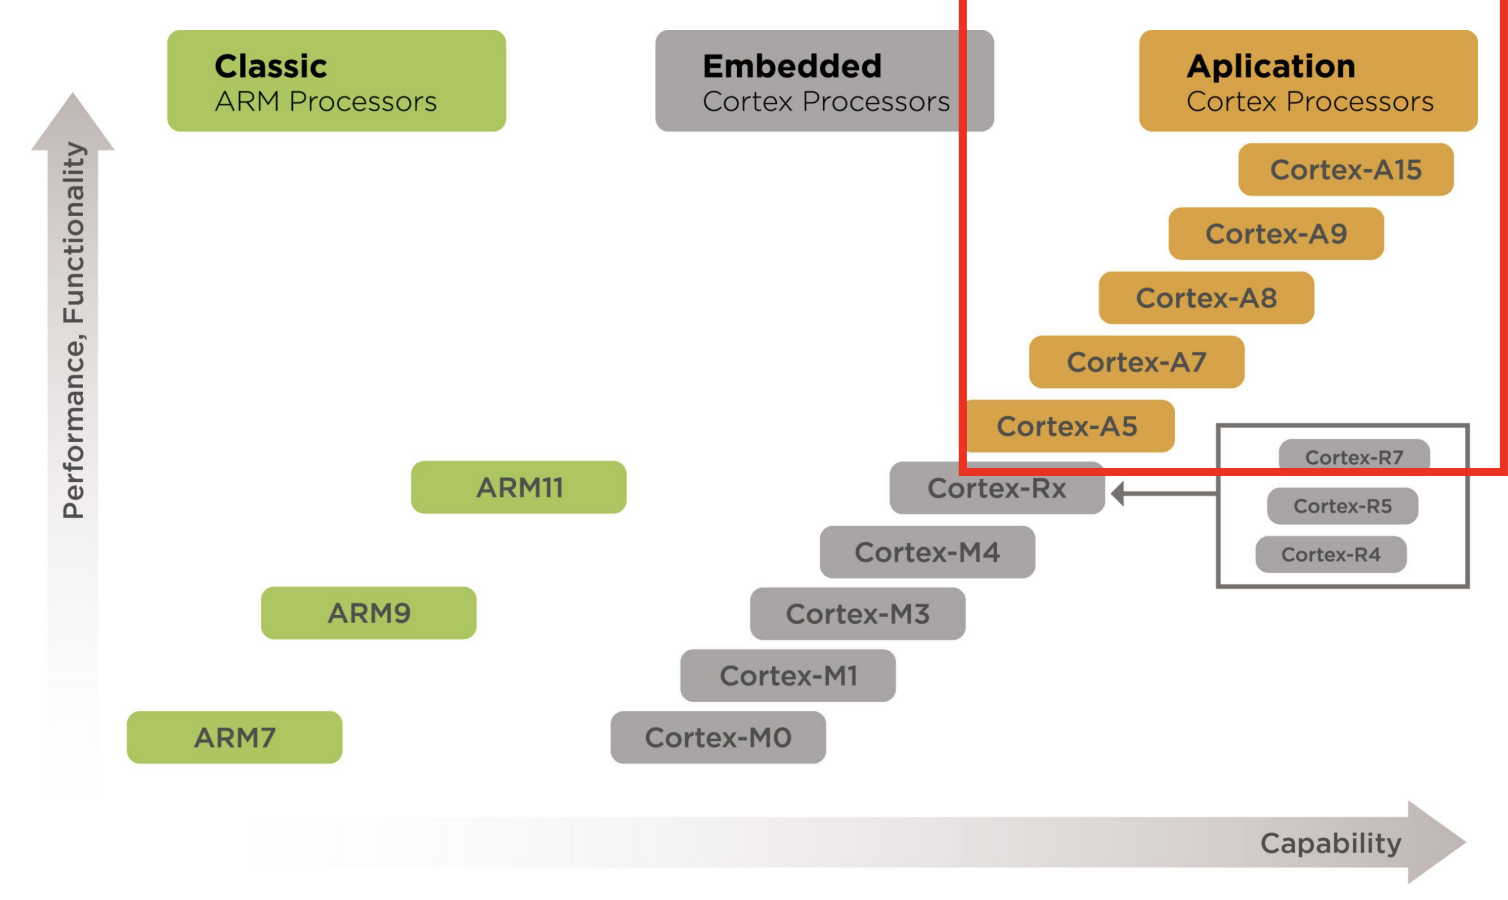 Classic
ARM Processors
Embedded
Cortex Processors
Aplication
Cortex Processors
Performance, Functionality
Cortex-A15
Cortex-A9
Cortex-A8
Cortex-A7
Cortex-A5
Cortex-R7
ARM11
Cortex-Rx
Cortex-R5
Cortex-M4
Cortex-R4
ARM9
Cortex-M3
Cortex-M1
ARM7
Cortex-M0
Capability